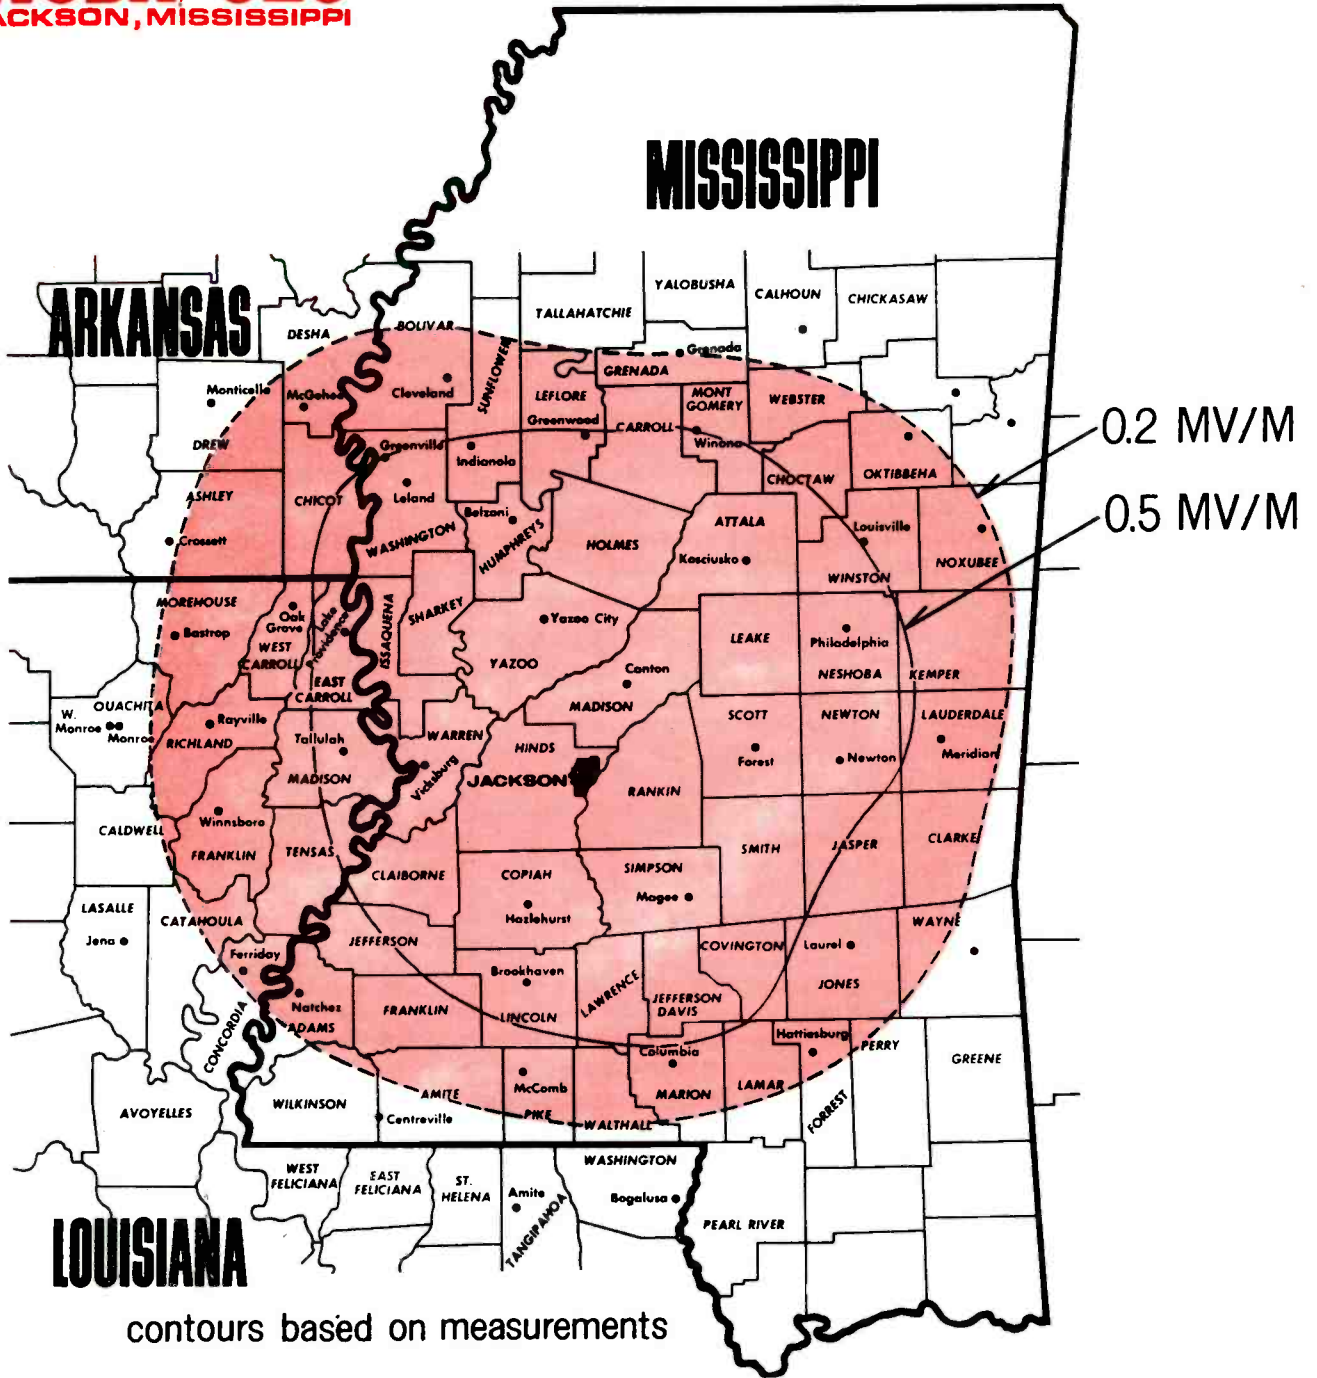 JACKSON, MISSISSIPPI
MISSISSIPPI
ARKANSAS
YALOBUSHA
CALHOUN
CHICKASAW
TALLAHATCHIE
DESHA
BOLIVAR
SUNFLOWER
Grenada
GRENADA
Monticello
McGehee
Cleveland
LEFLORE
Greenwood
MONT
GOMERY
WEBSTER
0.2 MV/M
CARROLL
Winona
DREW
Greenville
Indianola
OKTIBBEHA
CHOCTAW
ASHLEY
CHICOT
Leland
Belzoni
0.5 MV/M
ATTALA
Louisville
Crossett
WASHINGTON
HUMPHREYS
HOLMES
Kosciusko
NOXUBEE
WINSTON
MOREHOUSE
Oak
Grove
Lake
Providence
ISSAQUENA
SHARKEY
Yazoo City
Bastrop
WEST
CARROLL
LEAKE
Philadelphia
YAZOO
Canton
NESHOBA
KEMPER
EAST
CARROLL
MADISON
OUACHITA
W.
Monroe
Monroe
Rayville
RICHLAND
Tallulah
WARREN
HINDS
SCOTT
NEWTON
LAUDERDALE
Forest
Newton
Meridian
MADISON
Vicksburg
JACKSON
RANKIN
Winnsboro
CALDWELL
FRANKLIN
TENSAS
CLAIBORNE
COPIAH
SIMPSON
SMITH
JASPER
CLARKE
Magee
LASALLE
CATAHOULA
Hazlehurst
WAYNE
Jena
JEFFERSON
COVINGTON
Laurel
Ferriday
Brookhaven
LAWRENCE
JONES
Natchez
ADAMS
FRANKLIN
LINCOLN
JEFFERSON
DAVIS
CONCORDIA
Hattiesburg
Columbia
PERRY
GREENE
McComb
AMITE
MARION
LAMAR
WILKINSON
AVOYELLES
Centreville
PIKE
WALTHALL
FORREST
WEST
FELICIANA
EAST
FELICIANA
ST.
HELENA
WASHINGTON
Amite
TANGIPAHOA
Bogalusa
PEARL RIVER
LOUISIANA
contours based on measurements